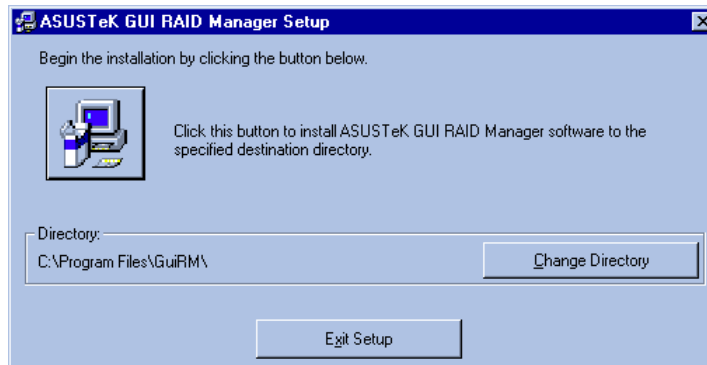 ASUSTeK GUI RAID Manager Setup
Begin the installation by clicking the button below.
Click this button to install ASUSTeK GUI RAID Manager software to the
specified destination directory.
Directory:
C:\Program Files\GuiRM\
Change Directory
Exit Setup